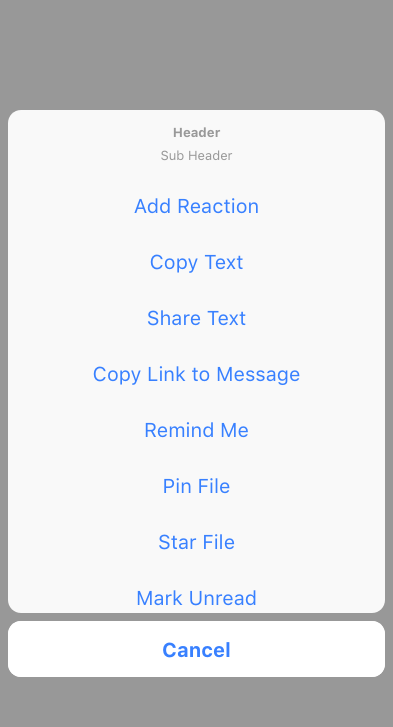 Header
Sub Header
Add Reaction
Copy Text
Share Text
Copy Link to Message
Remind Me
Pin File
Star File
Mark Unread
Cancel